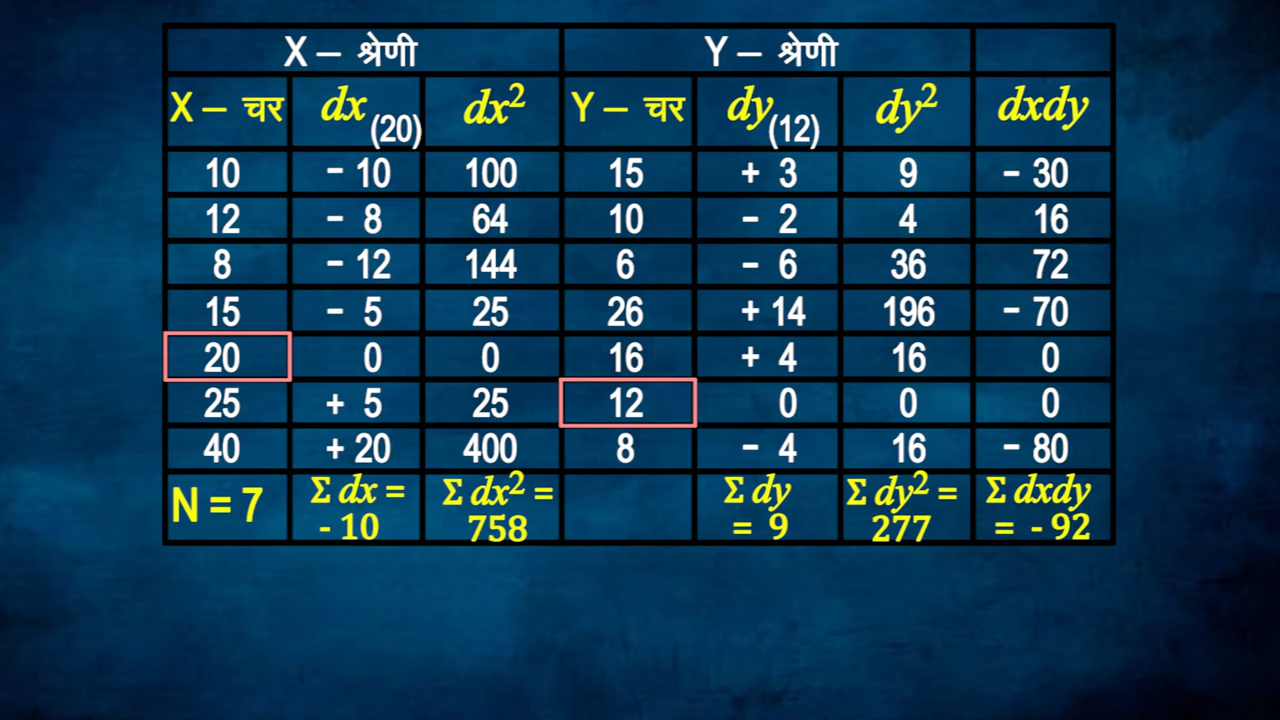 X – श्रेणी Y – श्रेणी
X – चर dx (20) dx² Y – चर dy (12) dy² dxdy
10 – 10 100 15 + 3 9 – 30
12 – 8 64 10 – 2 4 16
8 – 12 144 6 – 6 36 72
15 – 5 25 26 + 14 196 – 70
20 0 0 16 + 4 16 0
25 + 5 25 12 0 0 0
40 + 20 400 8 – 4 16 – 80
N = 7 Σ dx = - 10 Σ dx² = 758 Σ dy = 9 Σ dy² = 277 Σ dxdy = - 92